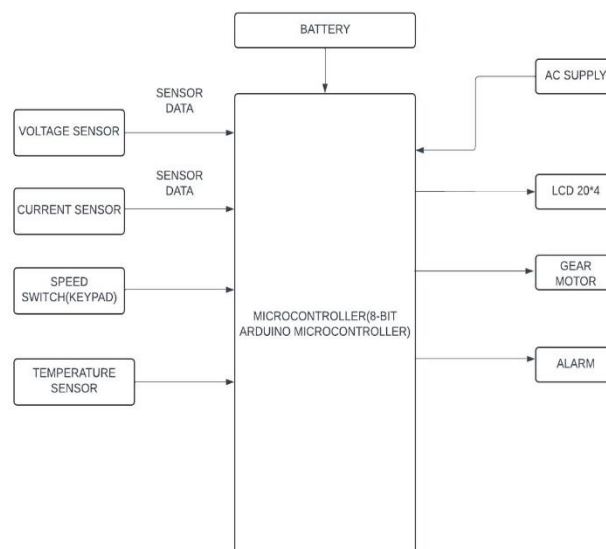 BATTERY
AC SUPPLY
SENSOR
DATA
VOLTAGE SENSOR
SENSOR
DATA
CURRENT SENSOR
LCD 20*4
SPEED
SWITCH(KEYPAD)
GEAR
MOTOR
MICROCONTROLLER(8-BIT
ARDUINO MICROCONTROLLER)
TEMPERATURE
SENSOR
ALARM